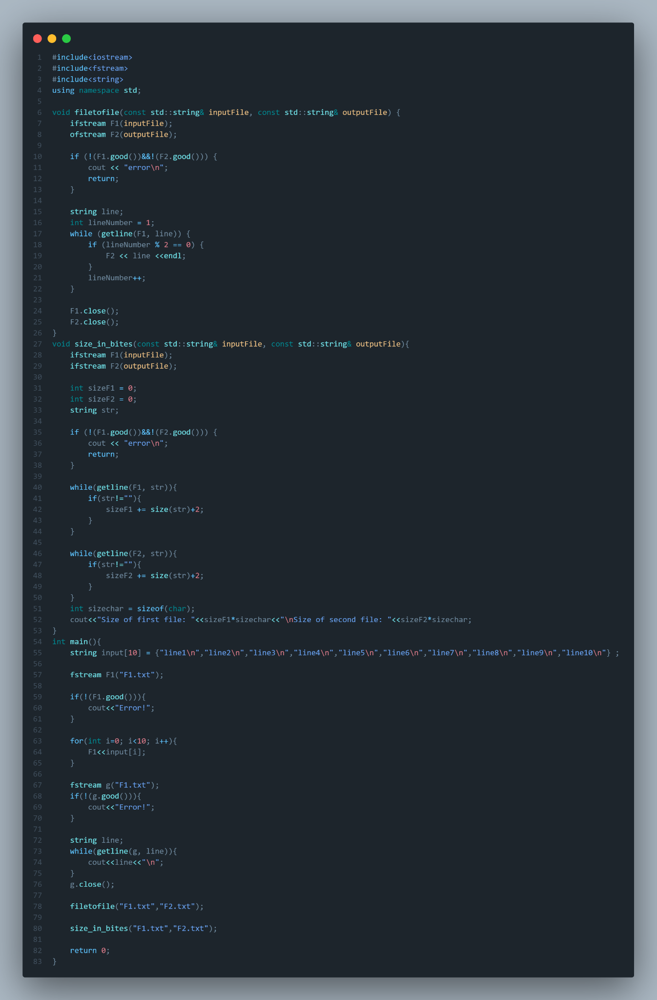 1 #include<iostream>
2 #include<fstream>
3 #include<string>
4 using namespace std;
5
6 void filetofile(const std::string& inputFile, const std::string& outputFile) {
7     ifstream F1(inputFile);
8     ofstream F2(outputFile);
9
10     if (!(F1.good())&&!(F2.good())) {
11         cout << "error\n";
12         return;
13     }
14
15     string line;
16     int lineNumber = 1;
17     while (getline(F1, line)) {
18         if (lineNumber % 2 == 0) {
19             F2 << line <<endl;
20         }
21         lineNumber++;
22     }
23
24     F1.close();
25     F2.close();
26 }
27 void size_in_bites(const std::string& inputFile, const std::string& outputFile){
28     ifstream F1(inputFile);
29     ifstream F2(outputFile);
30
31     int sizeF1 = 0;
32     int sizeF2 = 0;
33     string str;
34
35     if (!(F1.good())&&!(F2.good())) {
36         cout << "error\n";
37         return;
38     }
39
40     while(getline(F1, str)){
41         if(str!=""){
42             sizeF1 += size(str)+2;
43         }
44     }
45
46     while(getline(F2, str)){
47         if(str!=""){
48             sizeF2 += size(str)+2;
49         }
50     }
51     int sizechar = sizeof(char);
52     cout<<"Size of first file: "<<sizeF1*sizechar<<"\nSize of second file: "<<sizeF2*sizechar;
53 }
54 int main(){
55     string input[10] = {"line1\n","line2\n","line3\n","line4\n","line5\n","line6\n","line7\n","line8\n","line9\n","line10\n"} ;
56
57     fstream F1("F1.txt");
58
59     if(!(F1.good())){
60         cout<<"Error!";
61     }
62
63     for(int i=0; i<10; i++){
64         F1<<input[i];
65     }
66
67     fstream g("F1.txt");
68     if(!(g.good())){
69         cout<<"Error!";
70     }
71
72     string line;
73     while(getline(g, line)){
74         cout<<line<<"\n";
75     }
76     g.close();
77
78     filetofile("F1.txt","F2.txt");
79
80     size_in_bites("F1.txt","F2.txt");
81
82     return 0;
83 }